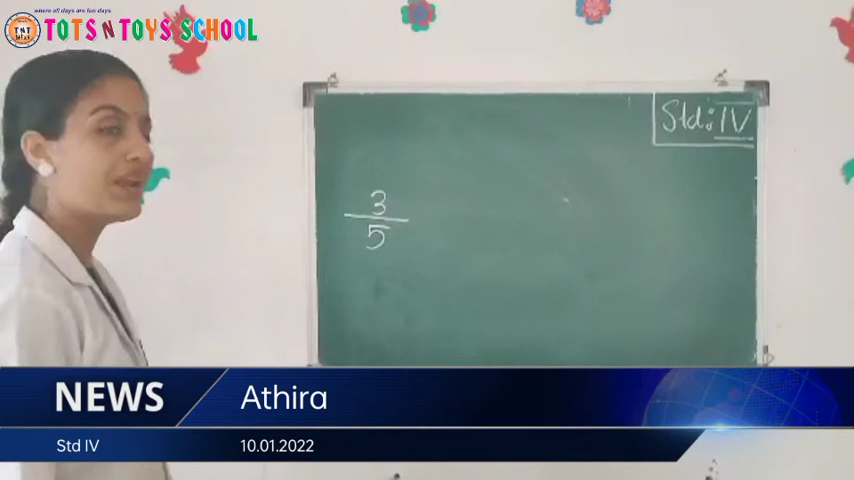 where all days are fun days
TNT
TOTS N TOYS SCHOOL
Std: IV
3
5
NEWS
Athira
Std IV
10.01.2022